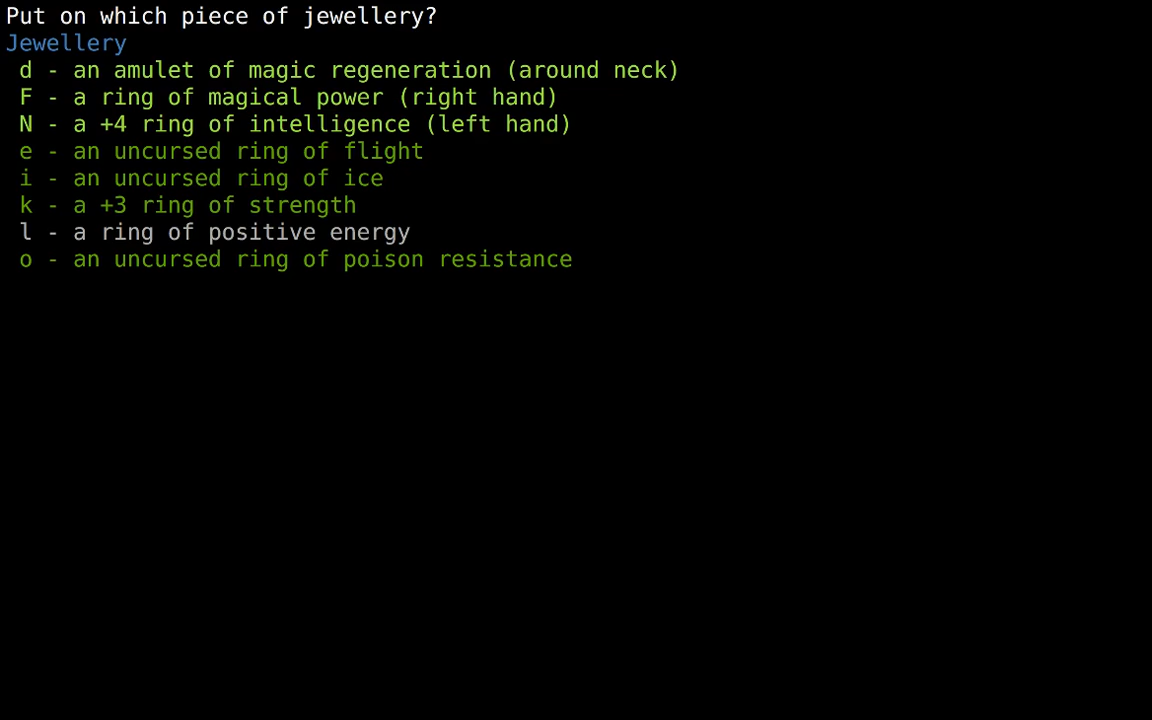 Put on which piece of jewellery?
Jewellery
d - an amulet of magic regeneration (around neck)
F - a ring of magical power (right hand)
N - a +4 ring of intelligence (left hand)
e - an uncursed ring of flight
i - an uncursed ring of ice
k - a +3 ring of strength
l - a ring of positive energy
o - an uncursed ring of poison resistance